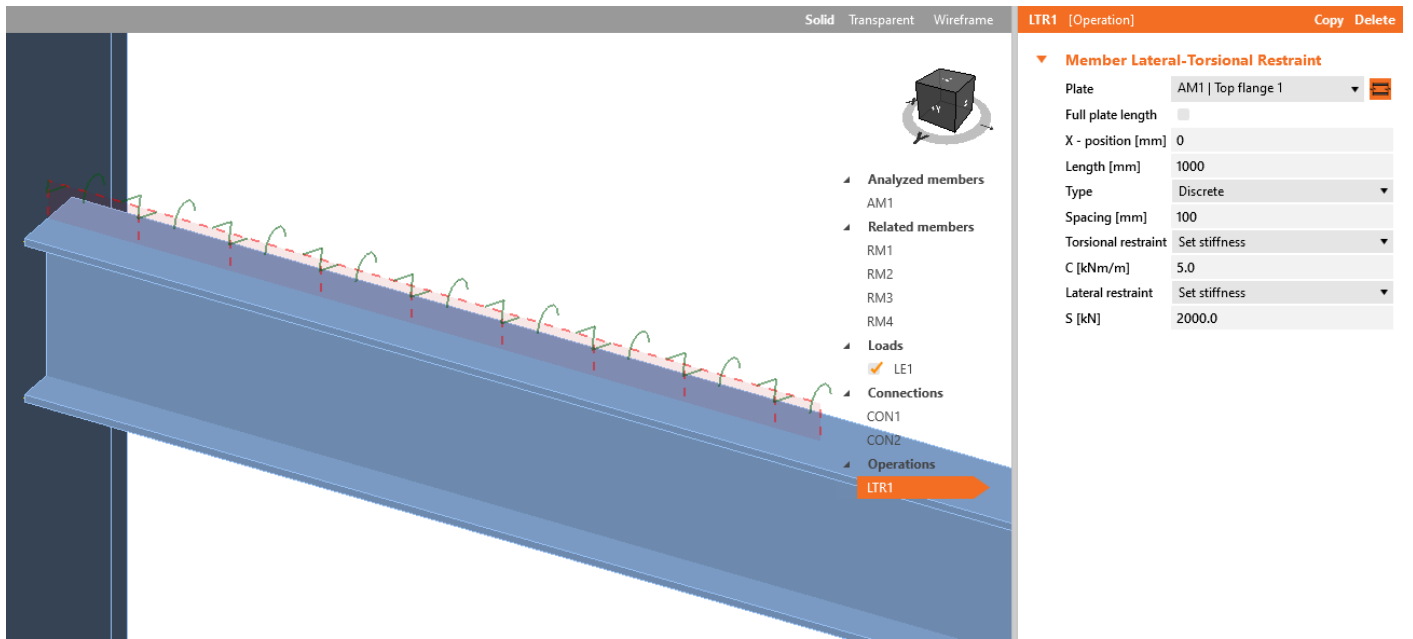 Solid Transparent Wireframe
LTR1 [Operation] Copy Delete
Member Lateral-Torsional Restraint
Plate AM1 | Top flange 1
Full plate length
X - position [mm] 0
Length [mm] 1000
Type Discrete
Spacing [mm] 100
Torsional restraint Set stiffness
C [kNm/m] 5.0
Lateral restraint Set stiffness
S [kN] 2000.0
Analyzed members
AM1
Related members
RM1
RM2
RM3
RM4
Loads
LE1
Connections
CON1
CON2
Operations
LTR1
+Y
Y